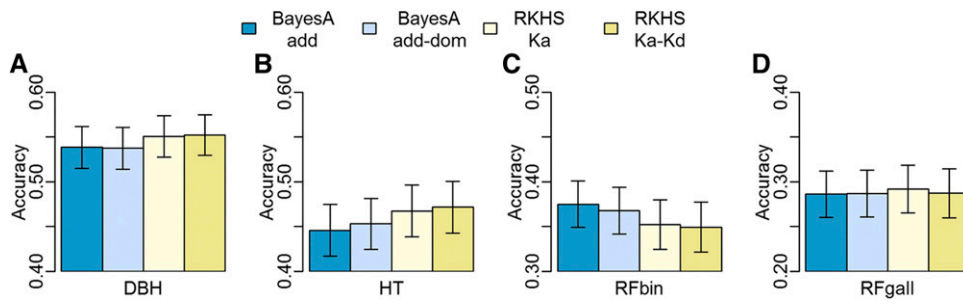 BayesA add
BayesA add-dom
RKHS Ka
RKHS Ka-Kd
A
Accuracy
0.40 0.50 0.60
DBH
B
Accuracy
0.40 0.50 0.60
HT
C
Accuracy
0.30 0.40 0.50
RFbin
D
Accuracy
0.20 0.30 0.40
RFgall